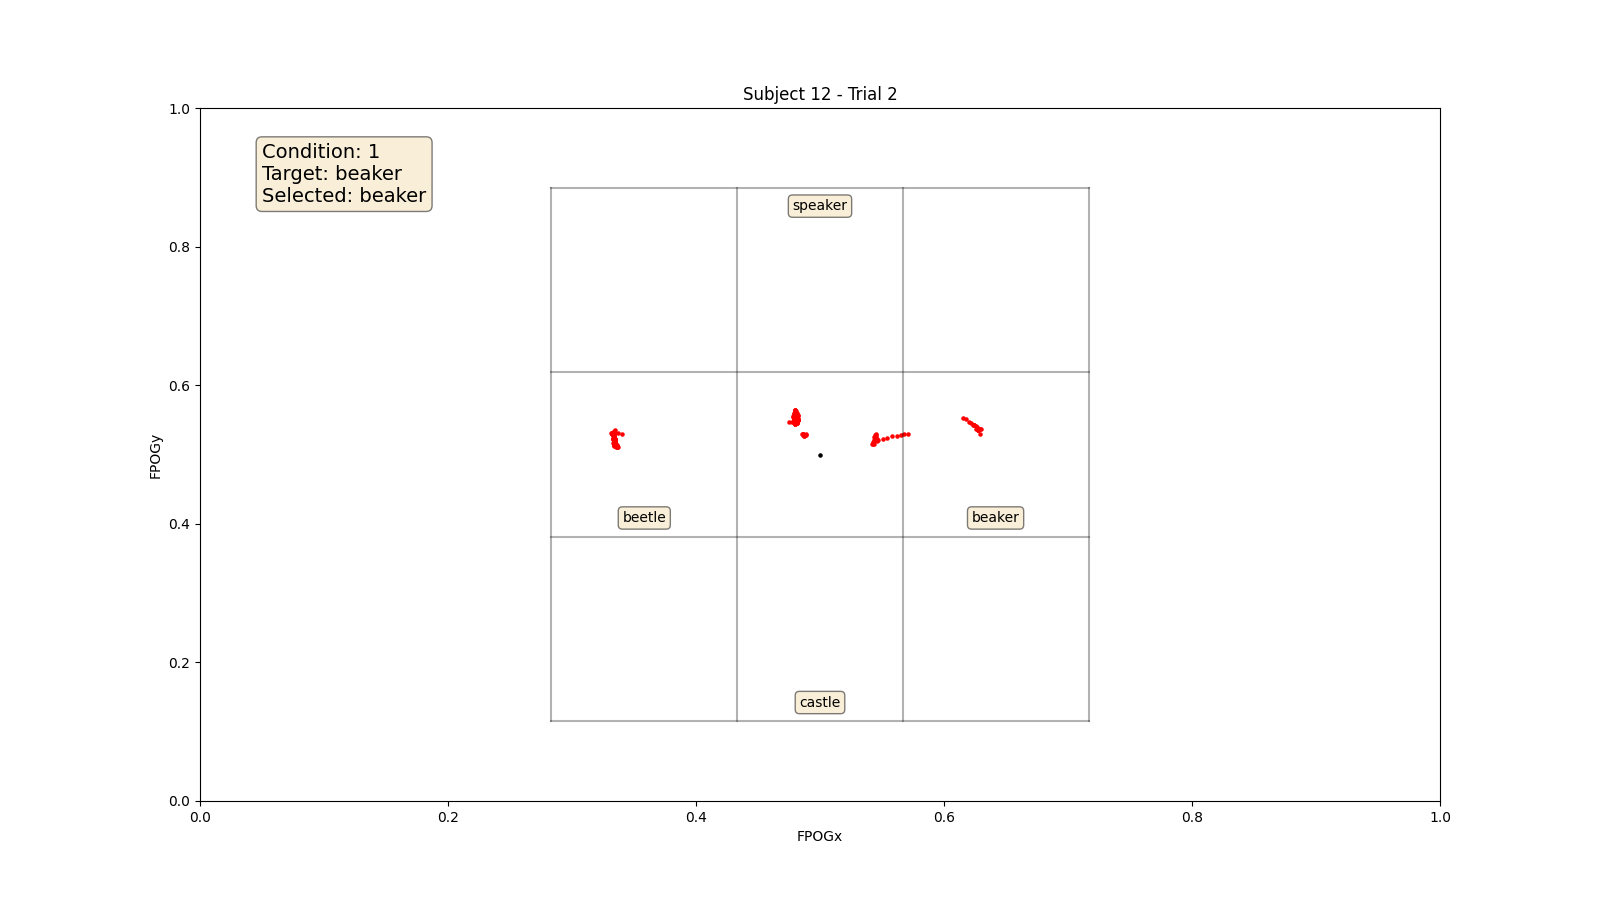 Subject 12 - Trial 2
1.0
Condition: 1
Target: beaker
Selected: beaker
speaker
0.8
0.6
FPOGy
beetle
beaker
0.4
castle
0.2
0.0
0.0
0.2
0.4
0.6
0.8
1.0
FPOGx